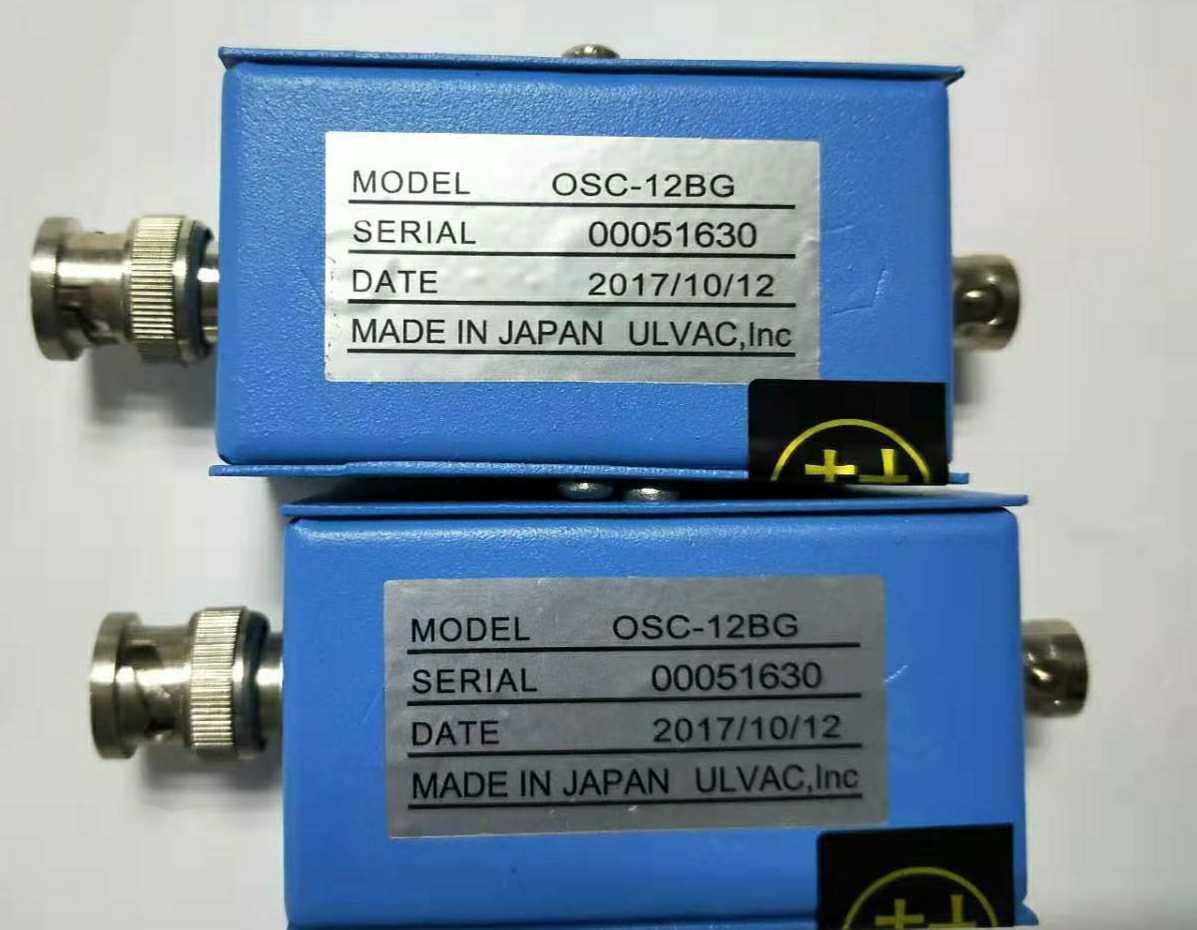 MODEL OSC-12BG
SERIAL 00051630
DATE 2017/10/12
MADE IN JAPAN ULVAC,Inc
MODEL OSC-12BG
SERIAL 00051630
DATE 2017/10/12
MADE IN JAPAN ULVAC,Inc